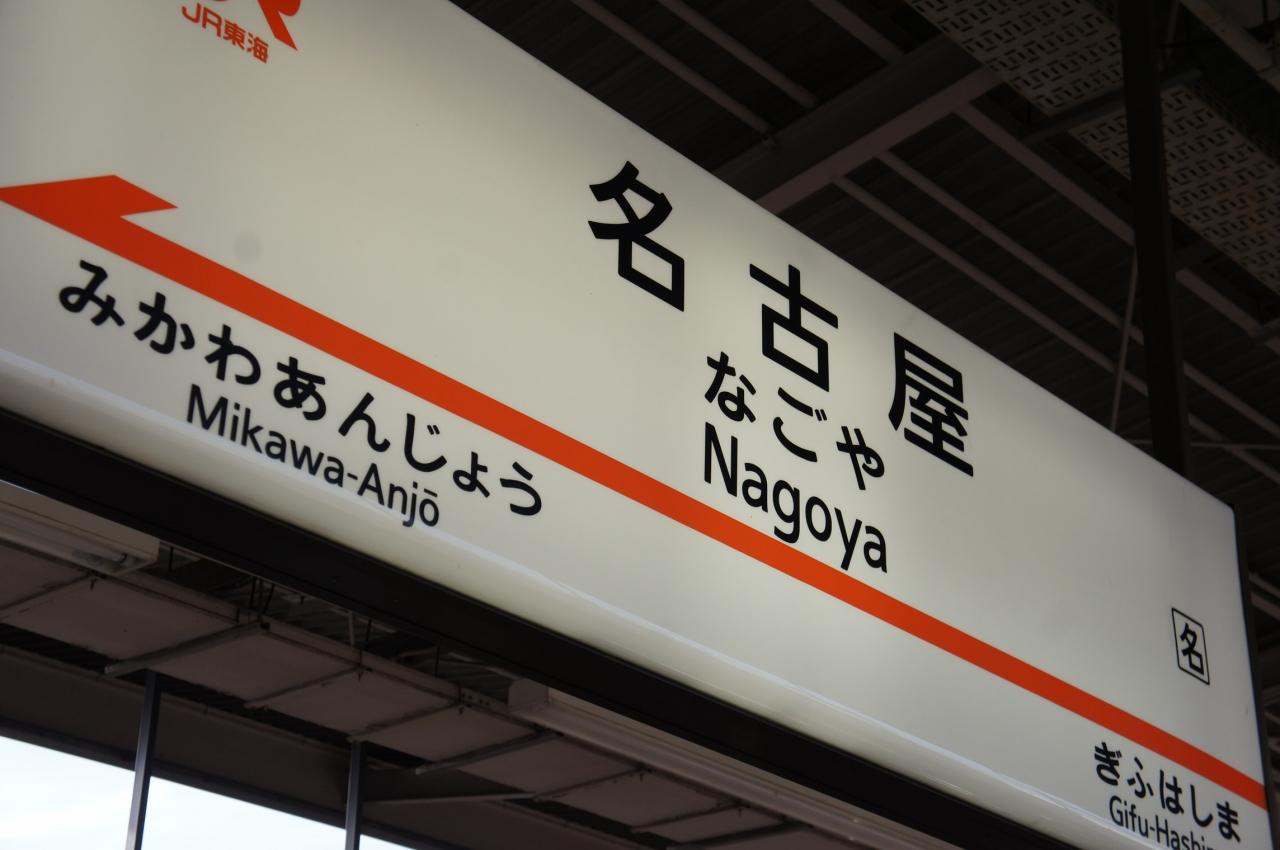 JR東海
名古屋
なごや
Nagoya
みかわあんじょう
Mikawa-Anjō
名
ぎふはしま